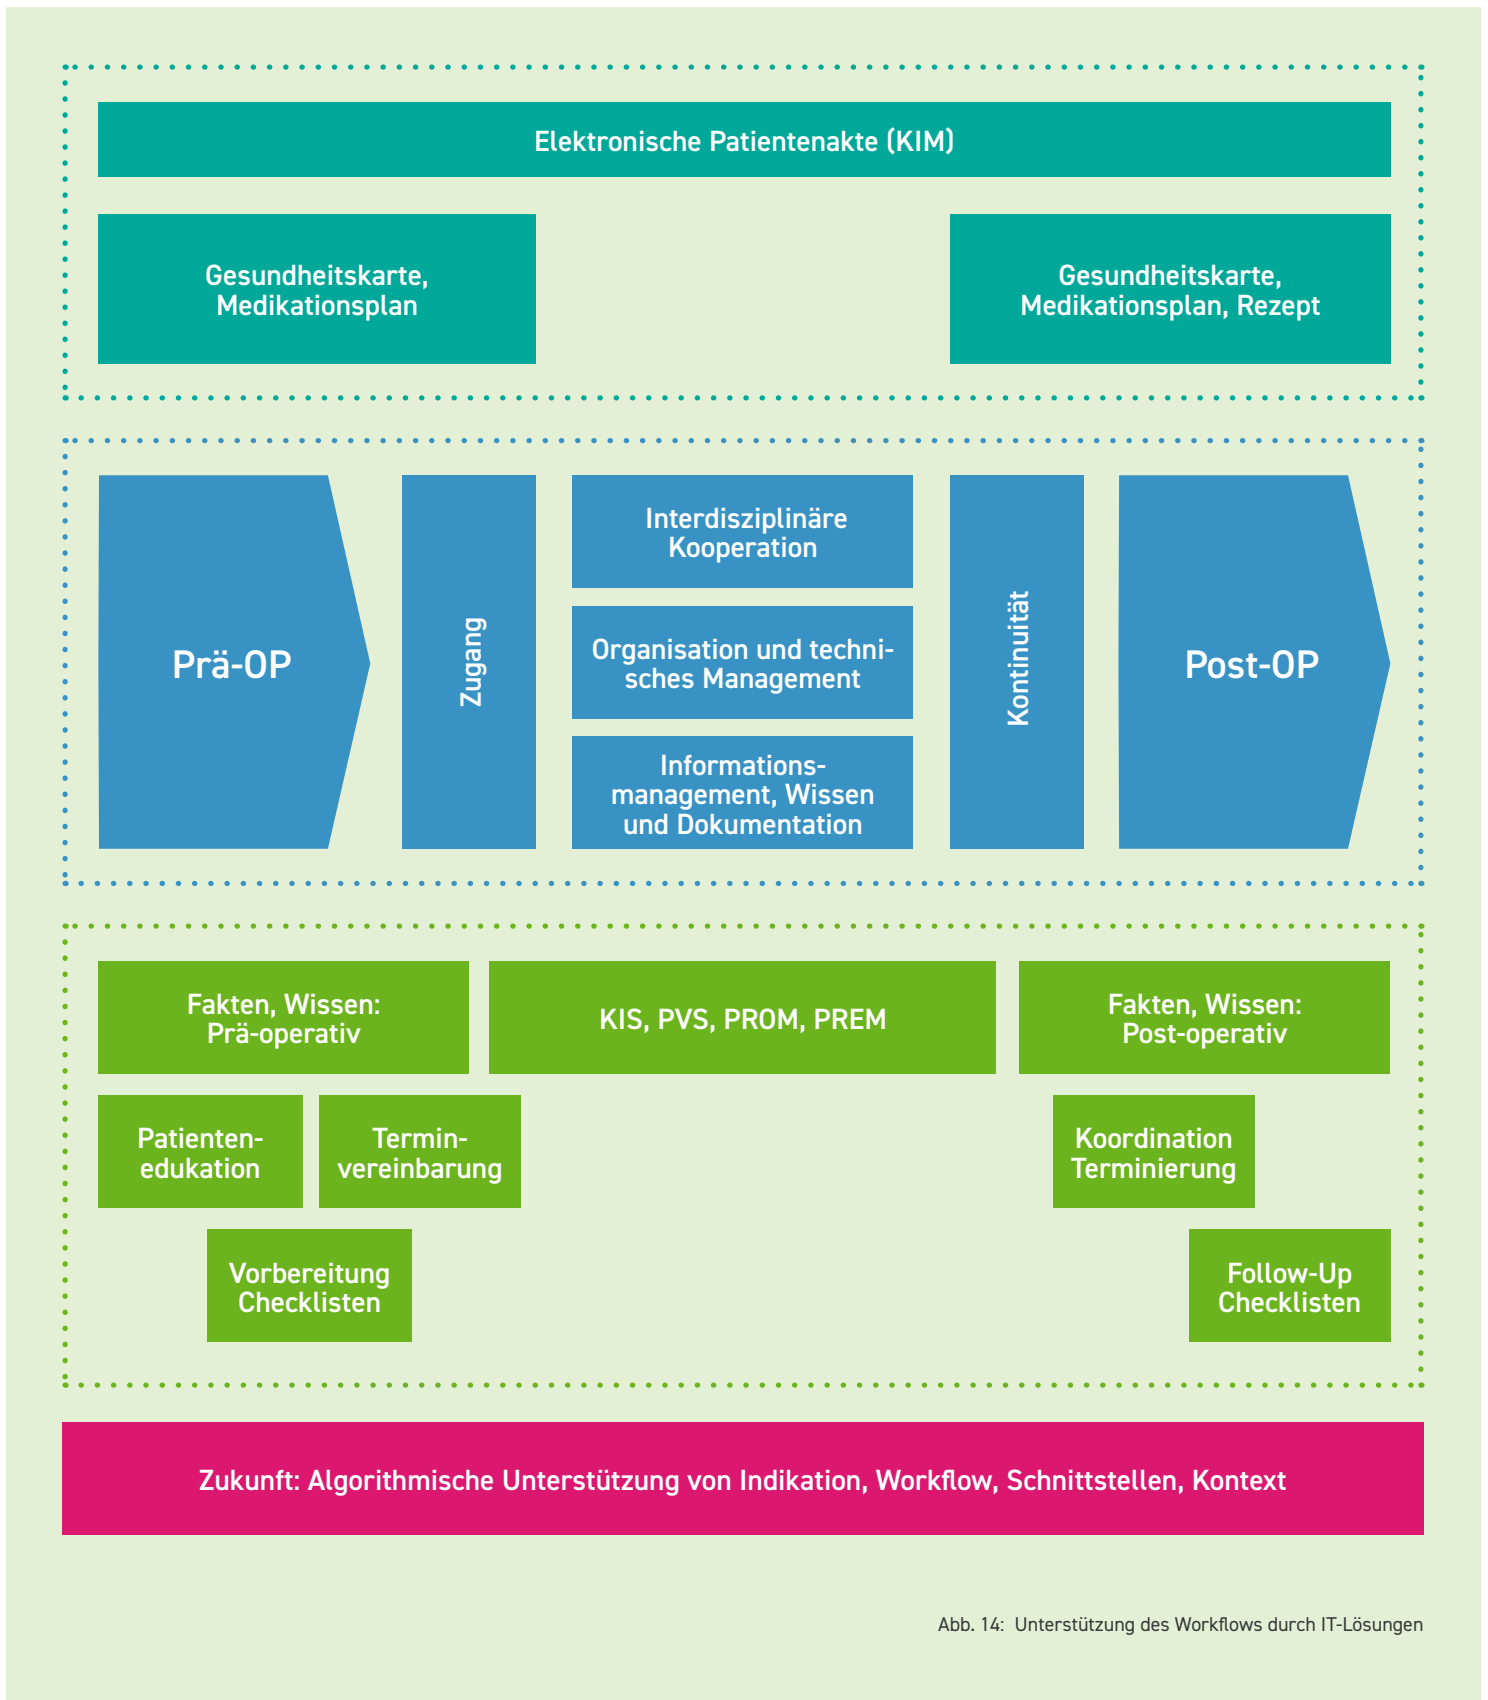 Elektronische Patientenakte (KIM)
Gesundheitskarte,
Medikationsplan
Gesundheitskarte,
Medikationsplan, Rezept
Prä-OP
Zugang
Interdisziplinäre
Kooperation
Organisation und techni-
sches Management
Informations-
management, Wissen
und Dokumentation
Kontinuität
Post-OP
Fakten, Wissen:
Prä-operativ
KIS, PVS, PROM, PREM
Fakten, Wissen:
Post-operativ
Patienten-
edukation
Termin-
vereinbarung
Koordination
Terminierung
Vorbereitung
Checklisten
Follow-Up
Checklisten
Zukunft: Algorithmische Unterstützung von Indikation, Workflow, Schnittstellen, Kontext
Abb. 14: Unterstützung des Workflows durch IT-Lösungen